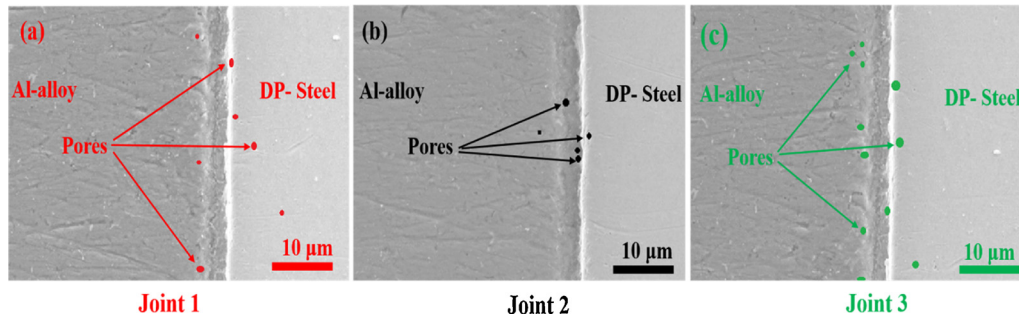 (a)
Al-alloy
DP- Steel
Pores
10 µm
Joint 1
(b)
Al-alloy
DP- Steel
Pores
10 µm
Joint 2
(c)
Al-alloy
DP- Steel
Pores
10 µm
Joint 3